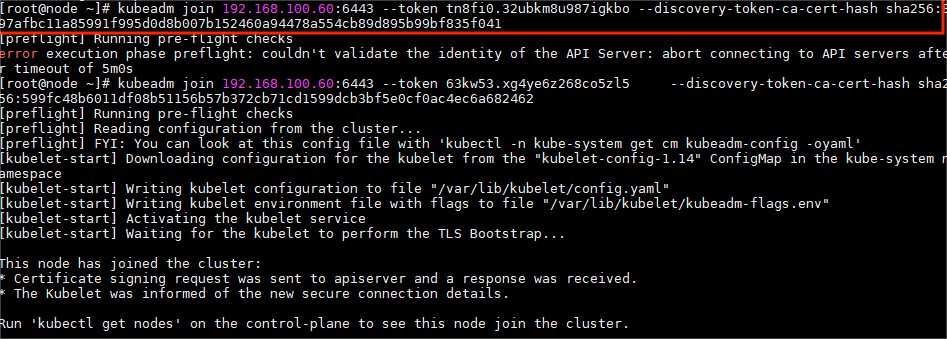 [root@node ~]# kubeadm join 192.168.100.60:6443 --token tn8fi0.32ubkm8u987igkbo --discovery-token-ca-cert-hash sha256:
97afbc11a85991f995d0d8b007b152460a94478a554cb89d895b99bf835f041
[preflight] Running pre-flight checks
error execution phase preflight: couldn't validate the identity of the API Server: abort connecting to API servers afte
r timeout of 5m0s
[root@node ~]# kubeadm join 192.168.100.60:6443 --token 63kw53.xg4ye6z268co5zl5     --discovery-token-ca-cert-hash sha2
56:599fc48b6011df08b51156b57b372cb71cd1599dcb3bf5e0cf0ac4ec6a682462
[preflight] Running pre-flight checks
[preflight] Reading configuration from the cluster...
[preflight] FYI: You can look at this config file with 'kubectl -n kube-system get cm kubeadm-config -oyaml'
[kubelet-start] Downloading configuration for the kubelet from the "kubelet-config-1.14" ConfigMap in the kube-system n
amespace
[kubelet-start] Writing kubelet configuration to file "/var/lib/kubelet/config.yaml"
[kubelet-start] Writing kubelet environment file with flags to file "/var/lib/kubelet/kubeadm-flags.env"
[kubelet-start] Activating the kubelet service
[kubelet-start] Waiting for the kubelet to perform the TLS Bootstrap...
This node has joined the cluster:
* Certificate signing request was sent to apiserver and a response was received.
* The Kubelet was informed of the new secure connection details.
Run 'kubectl get nodes' on the control-plane to see this node join the cluster.